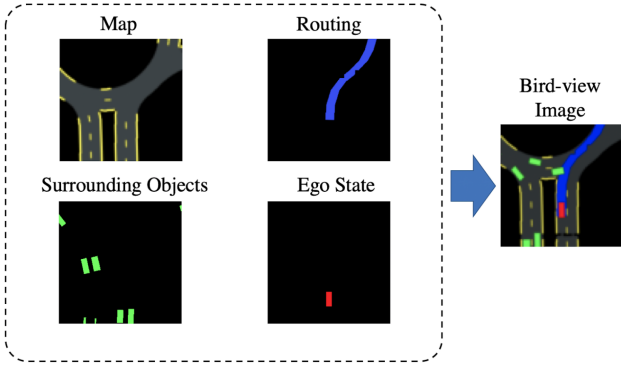 Map
Routing
Surrounding Objects
Ego State
Bird-view
Image